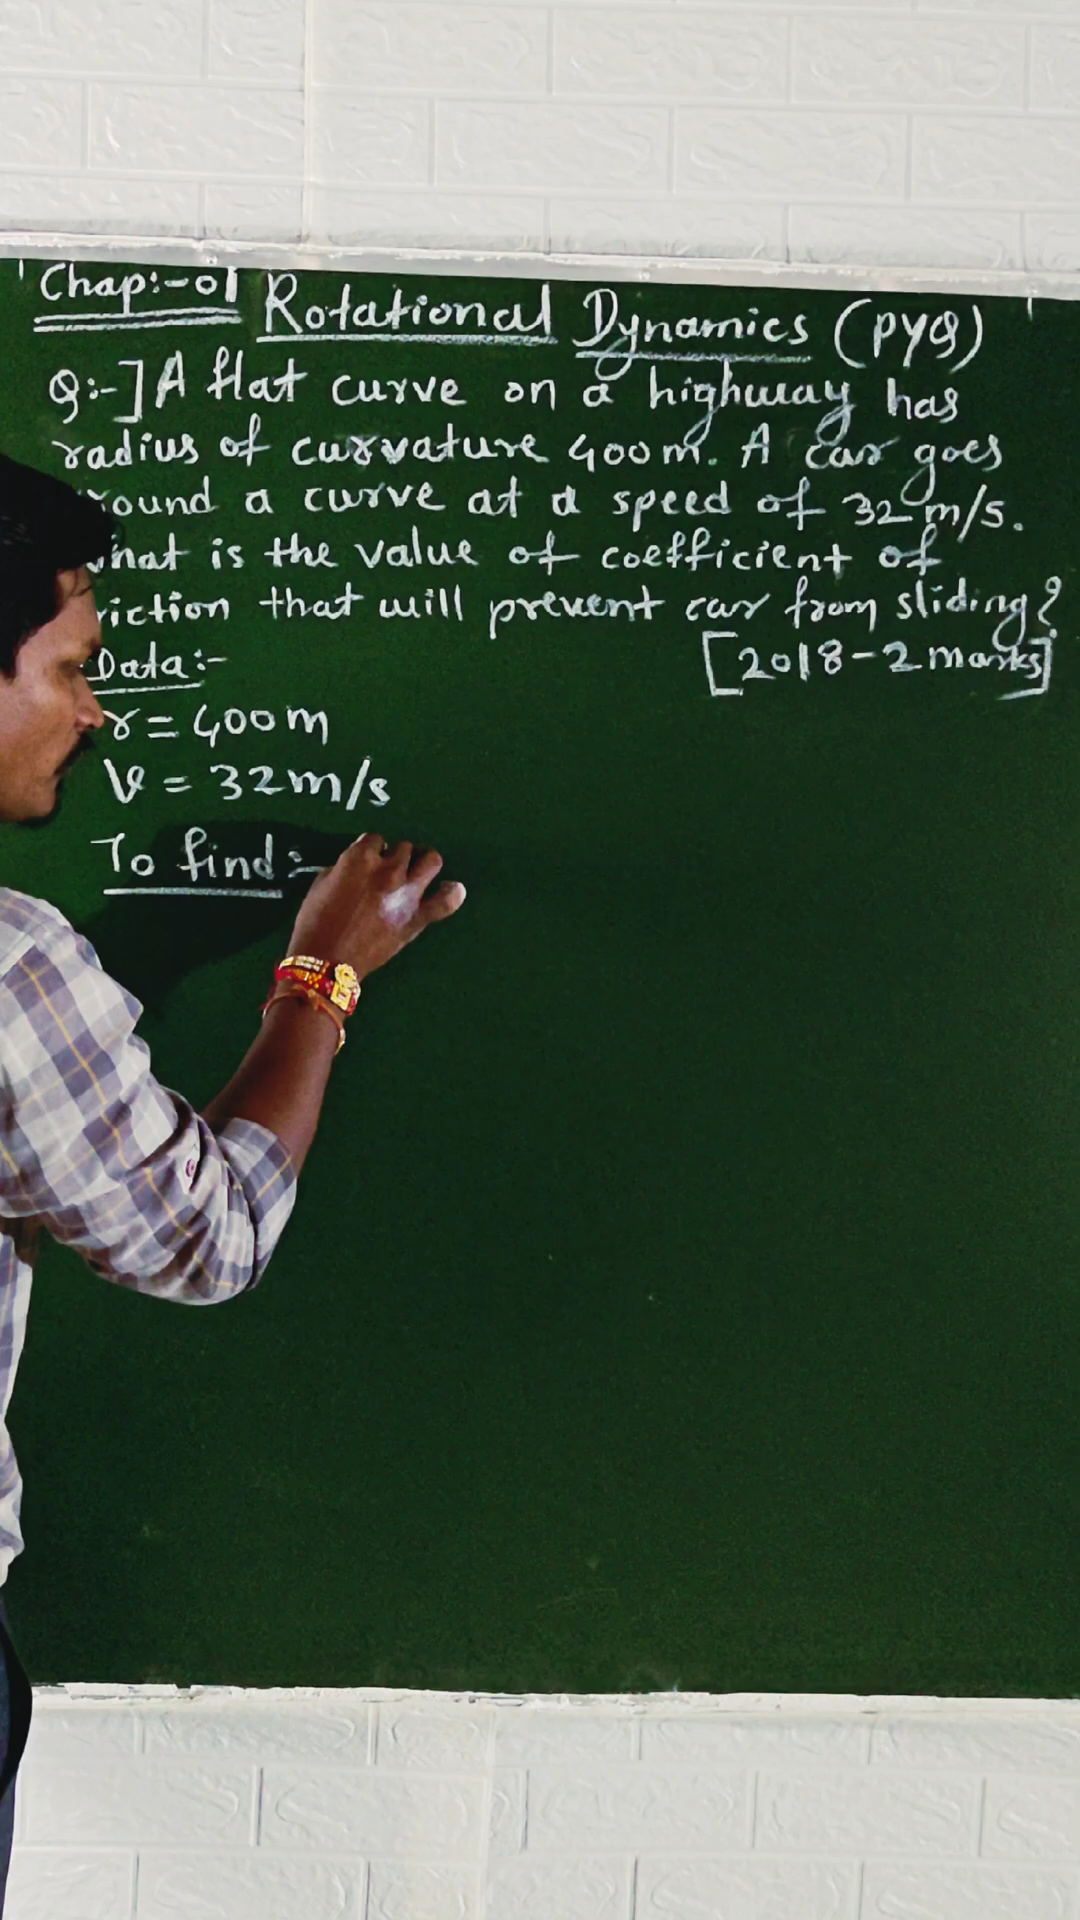 Chap:-01 Rotational Dynamics (PYQ)
Q:-] A flat curve on a highway has
radius of curvature 400m. A car goes
round a curve at a speed of 32 m/s.
What is the value of coefficient of
riction that will prevent car from sliding?
[2018-2 marks]
Data:-
r = 400m
v = 32m/s
To find:-